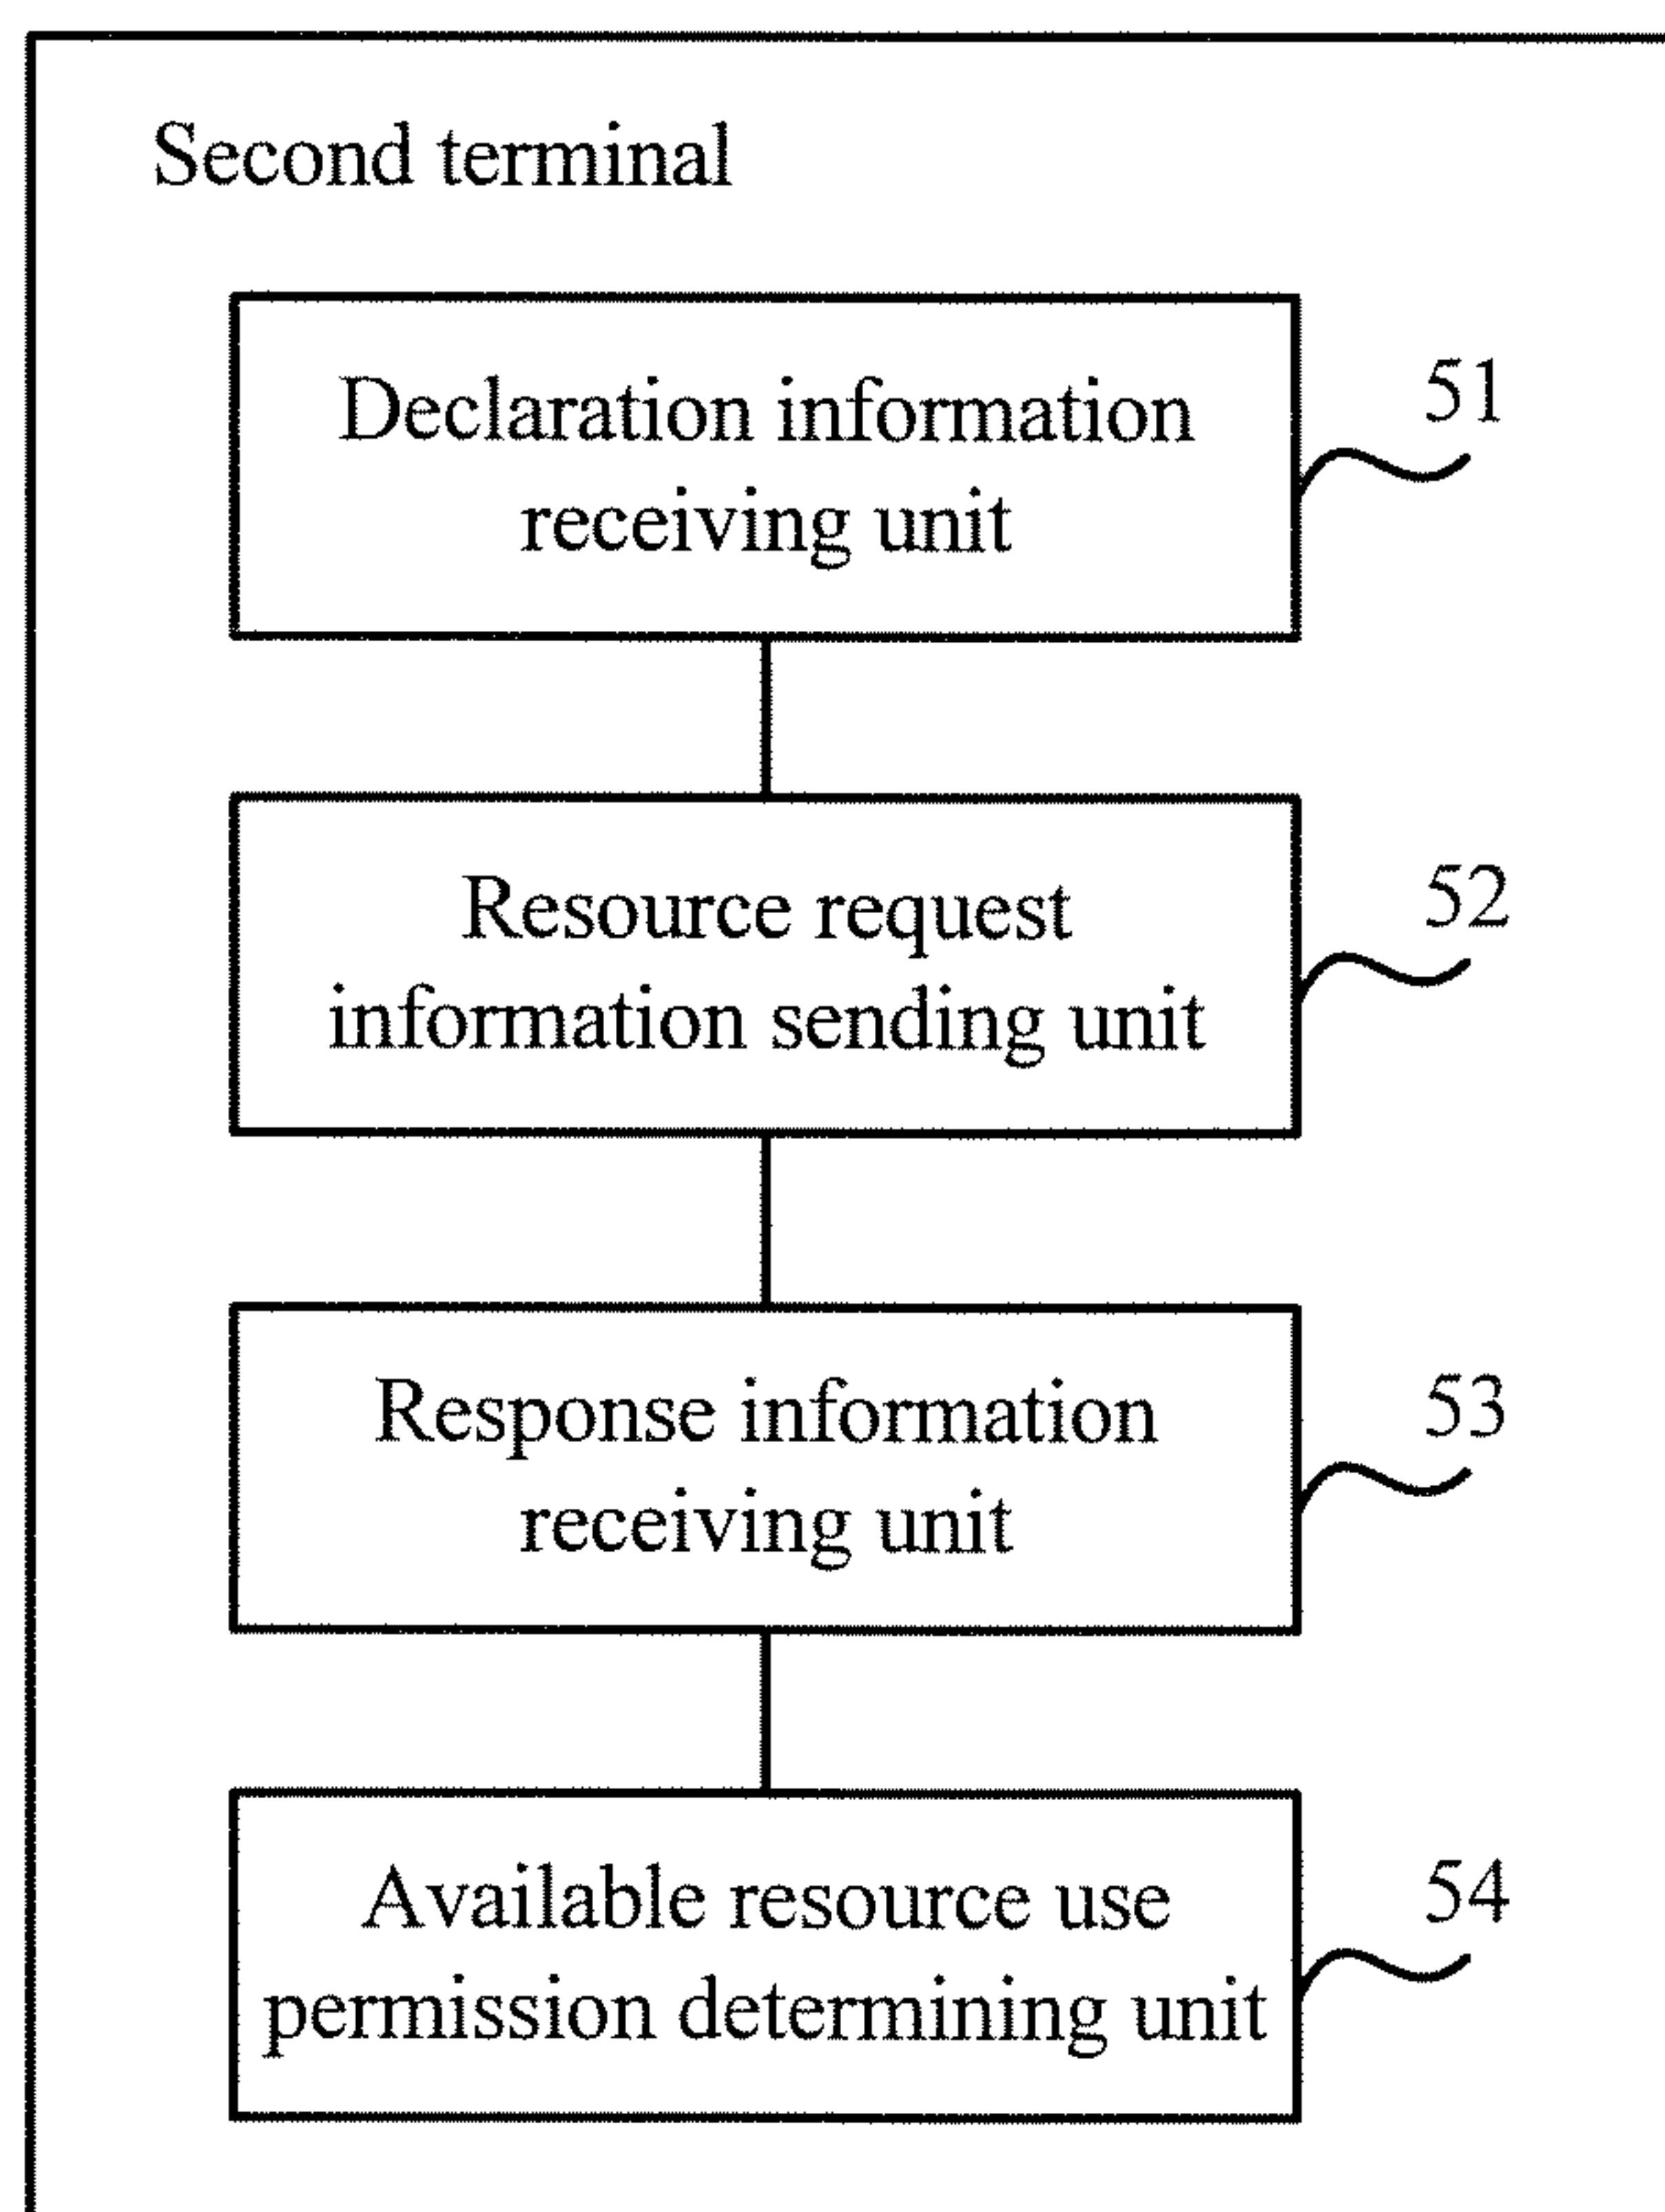 Second terminal
Declaration information
receiving unit
51
Resource request
information sending unit
52
Response information
receiving unit
53
Available resource use
permission determining unit
54